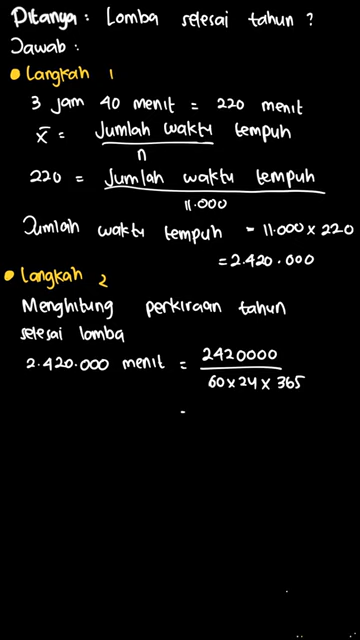 Ditanya : Lomba selesai tahun ?
Jawab :
• Langkah 1
3 jam 40 menit = 220 menit
x̄ = Jumlah waktu tempuh
n
220 = Jumlah waktu tempuh
11.000
Jumlah waktu tempuh = 11.000 x 220
= 2.420.000
• Langkah 2
Menghitung perkiraan tahun
selesai lomba
2.420.000 menit = 2420000
60 x 24 x 365
=